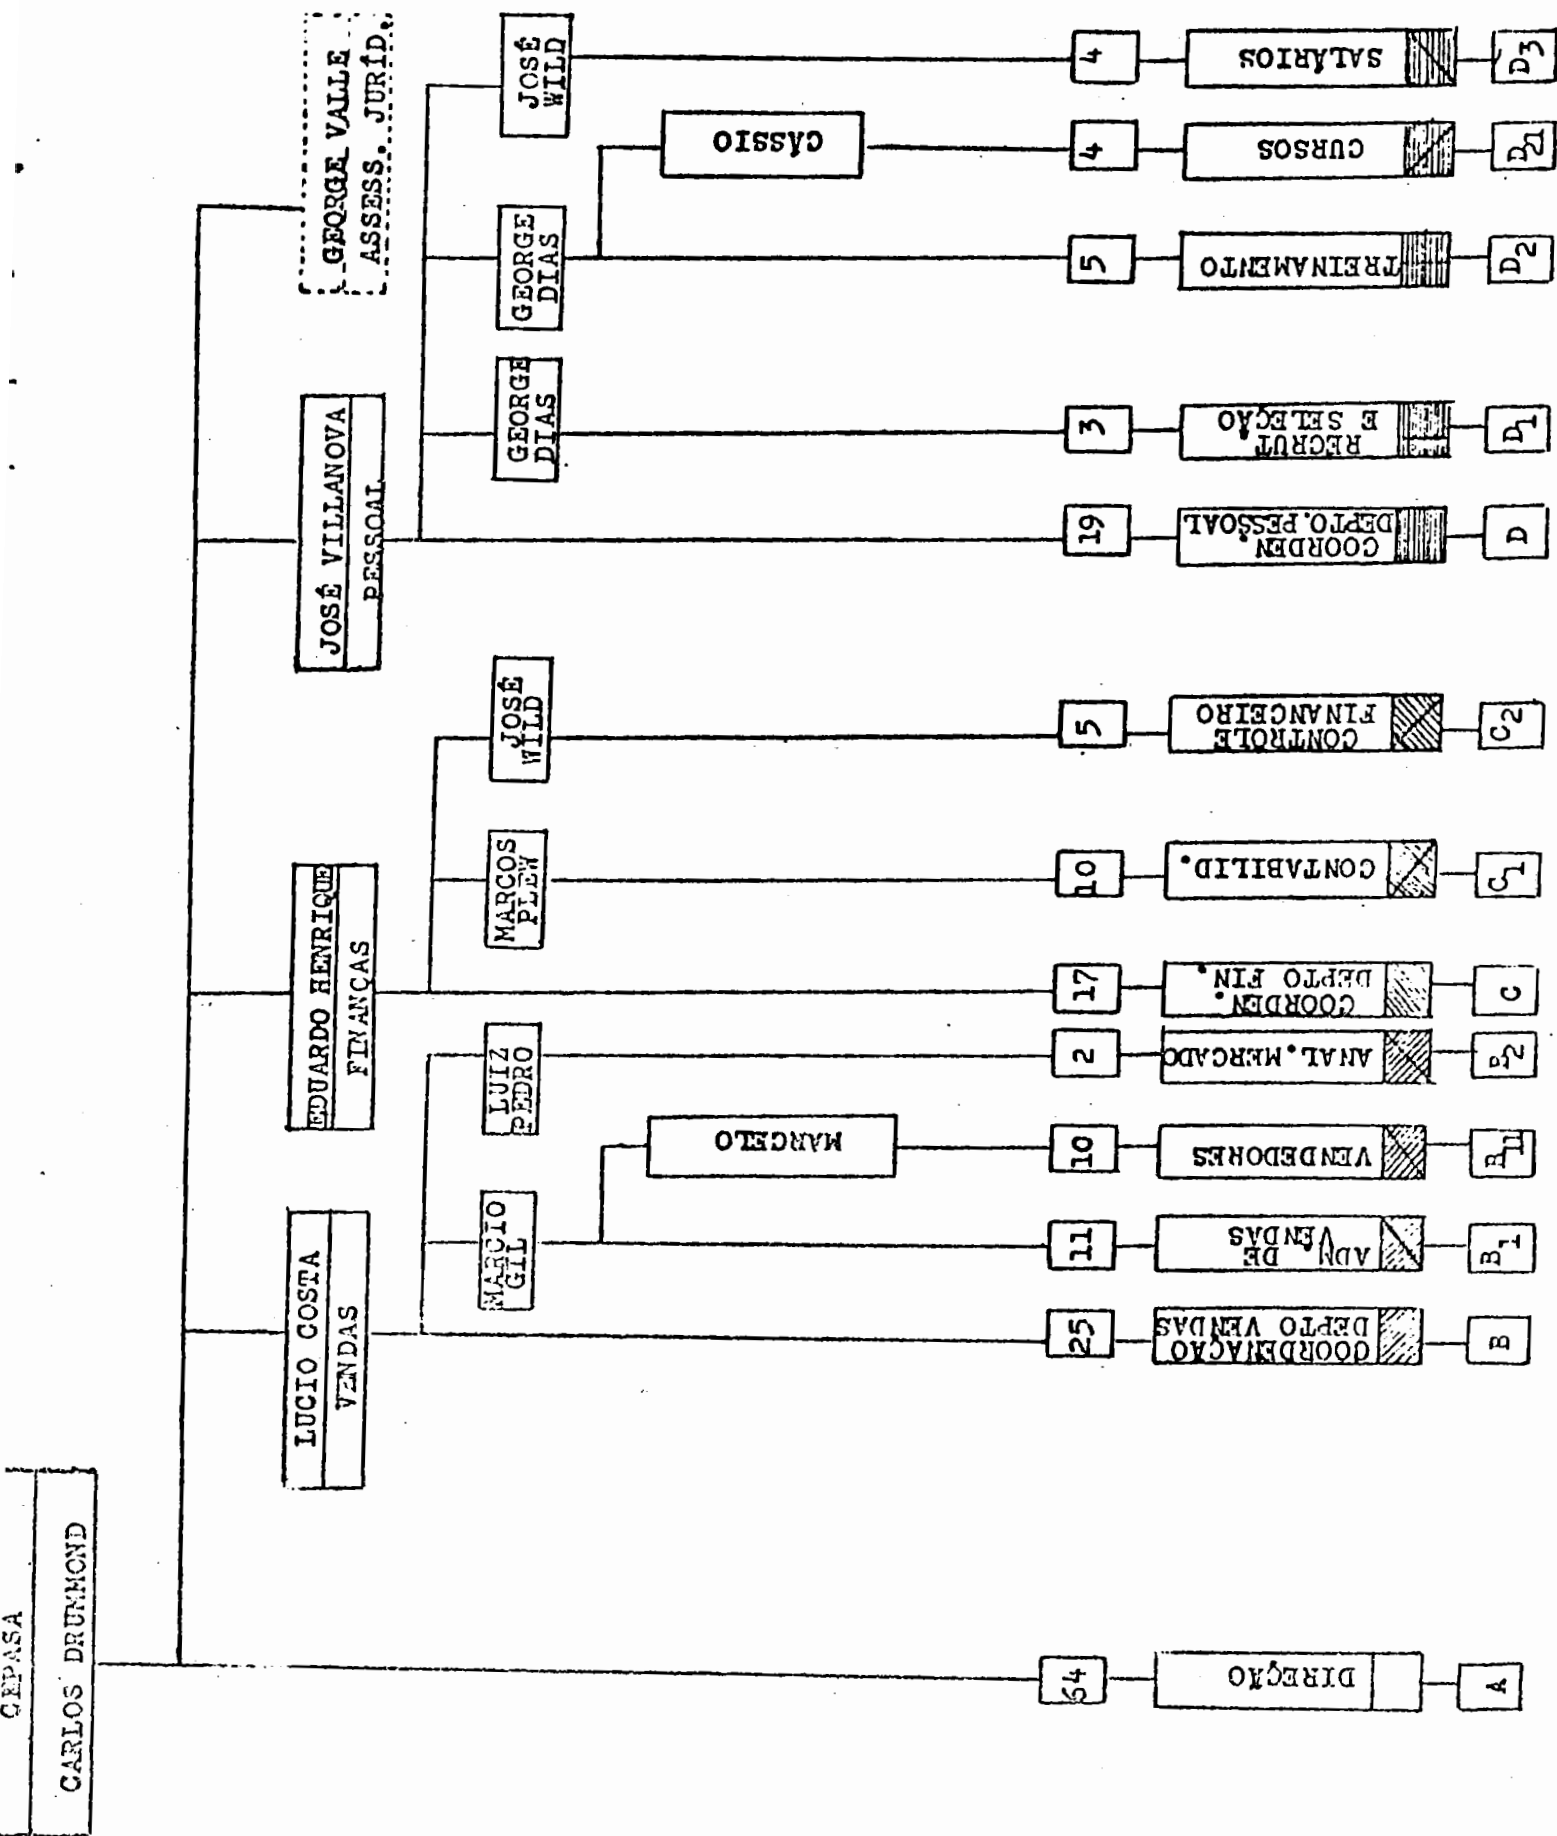 CEPASA
CARLOS DRUMMOND
LUCIO COSTA
VENDAS
EDUARDO HENRIQUE
FINANÇAS
JOSÉ VILLANOVA
PESSOAL
GEORGE VALLE
ASSESS. JURÍD.
MARCIO
GIL
LUIZ
PEDRO
MARCOS
PLEW
JOSÉ
WILD
GEORGE
DIAS
GEORGE
DIAS
JOSÉ
WILD
MARCELO
CÁSSIO
64
25
11
10
2
17
10
5
19
3
5
4
4
DIREÇÃO
COORDENAÇAO
DEPTO VENDAS
ADM. DE
VENDAS
VENDEDORES
ANAL.MERCADO
COORDEN.
DEPTO FIN.
CONTABILID.
CONTROLE
FINANCEIRO
COORDEN.
DEPTO.PESSOAL
RECRUT
E SELEÇÃO
TREINAMENTO
CURSOS
SALÁRIOS
A
B
B1
B11
B2
C
C1
C2
D
D1
D2
D21
D3